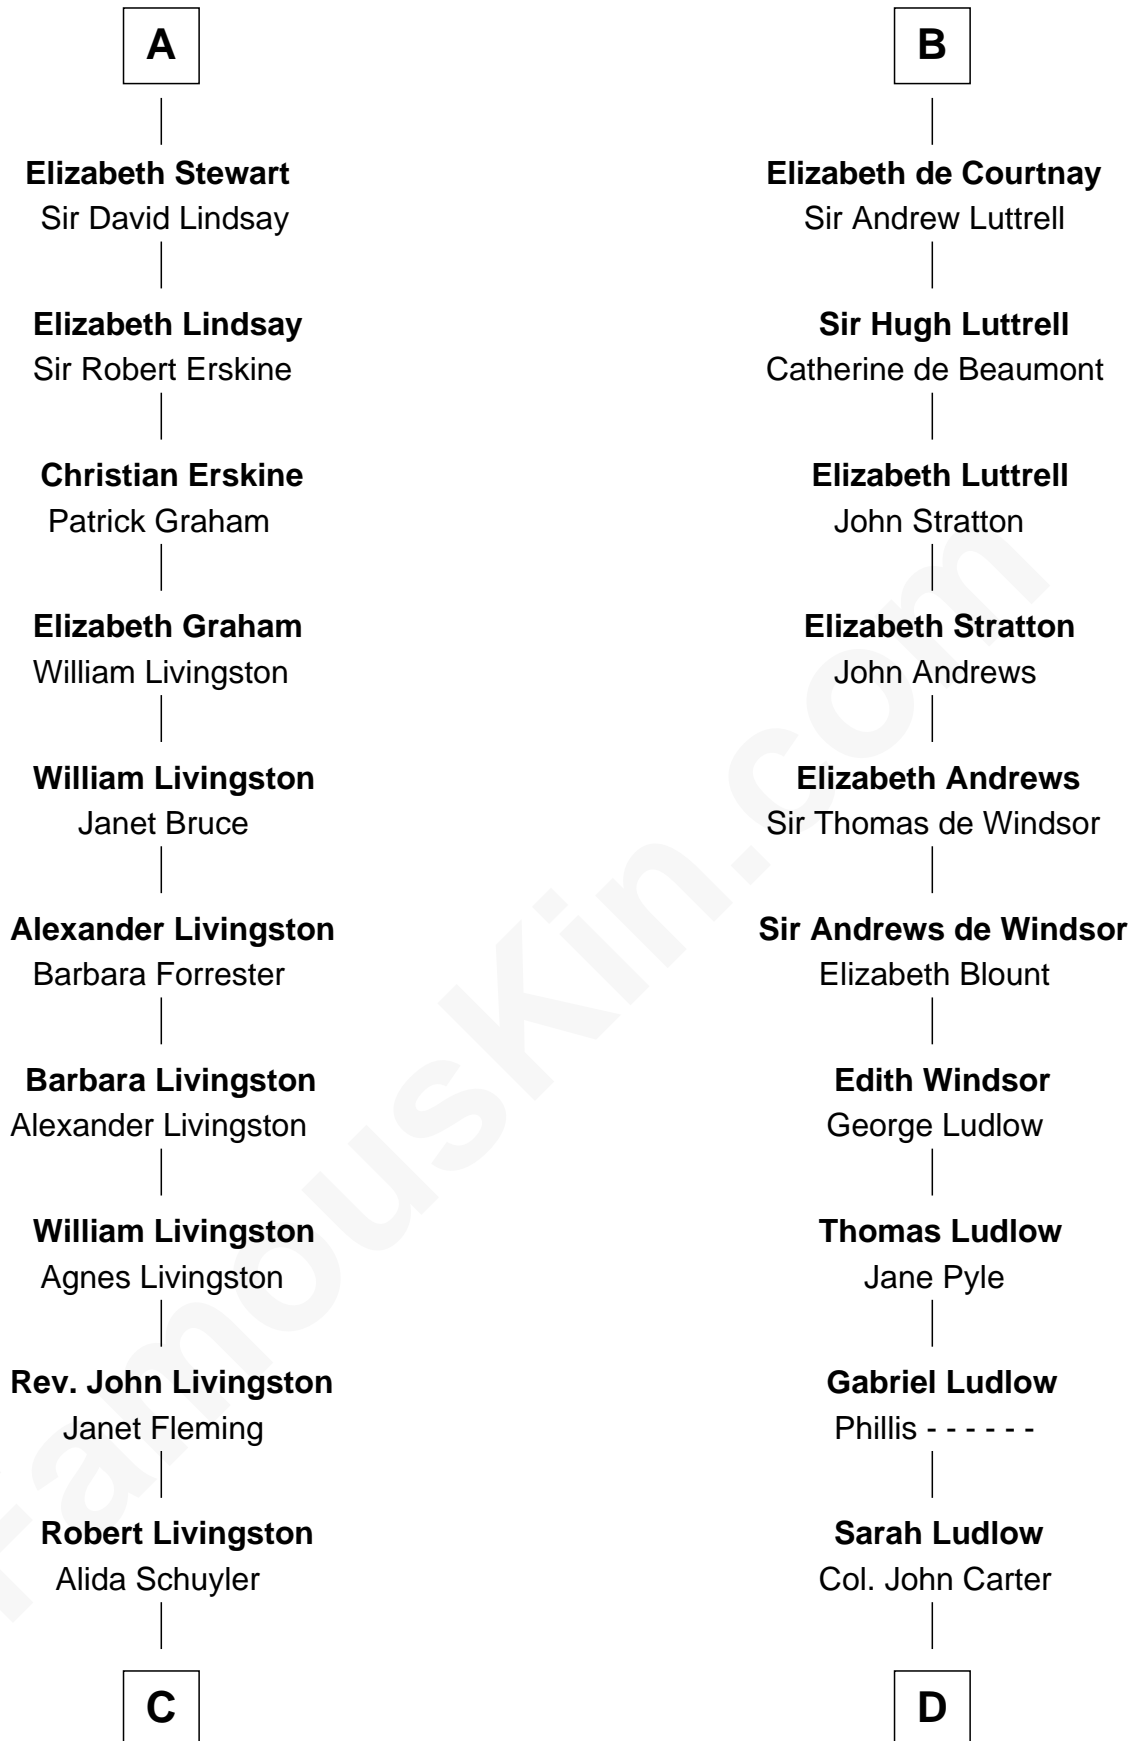 A
Elizabeth Stewart
Sir David Lindsay
Elizabeth Lindsay
Sir Robert Erskine
Christian Erskine
Patrick Graham
Elizabeth Graham
William Livingston
William Livingston
Janet Bruce
Alexander Livingston
Barbara Forrester
Barbara Livingston
Alexander Livingston
William Livingston
Agnes Livingston
Rev. John Livingston
Janet Fleming
Robert Livingston
Alida Schuyler
C
B
Elizabeth de Courtnay
Sir Andrew Luttrell
Sir Hugh Luttrell
Catherine de Beaumont
Elizabeth Luttrell
John Stratton
Elizabeth Stratton
John Andrews
Elizabeth Andrews
Sir Thomas de Windsor
Sir Andrews de Windsor
Elizabeth Blount
Edith Windsor
George Ludlow
Thomas Ludlow
Jane Pyle
Gabriel Ludlow
Phillis - - - - - -
Sarah Ludlow
Col. John Carter
D
FamousKin.com